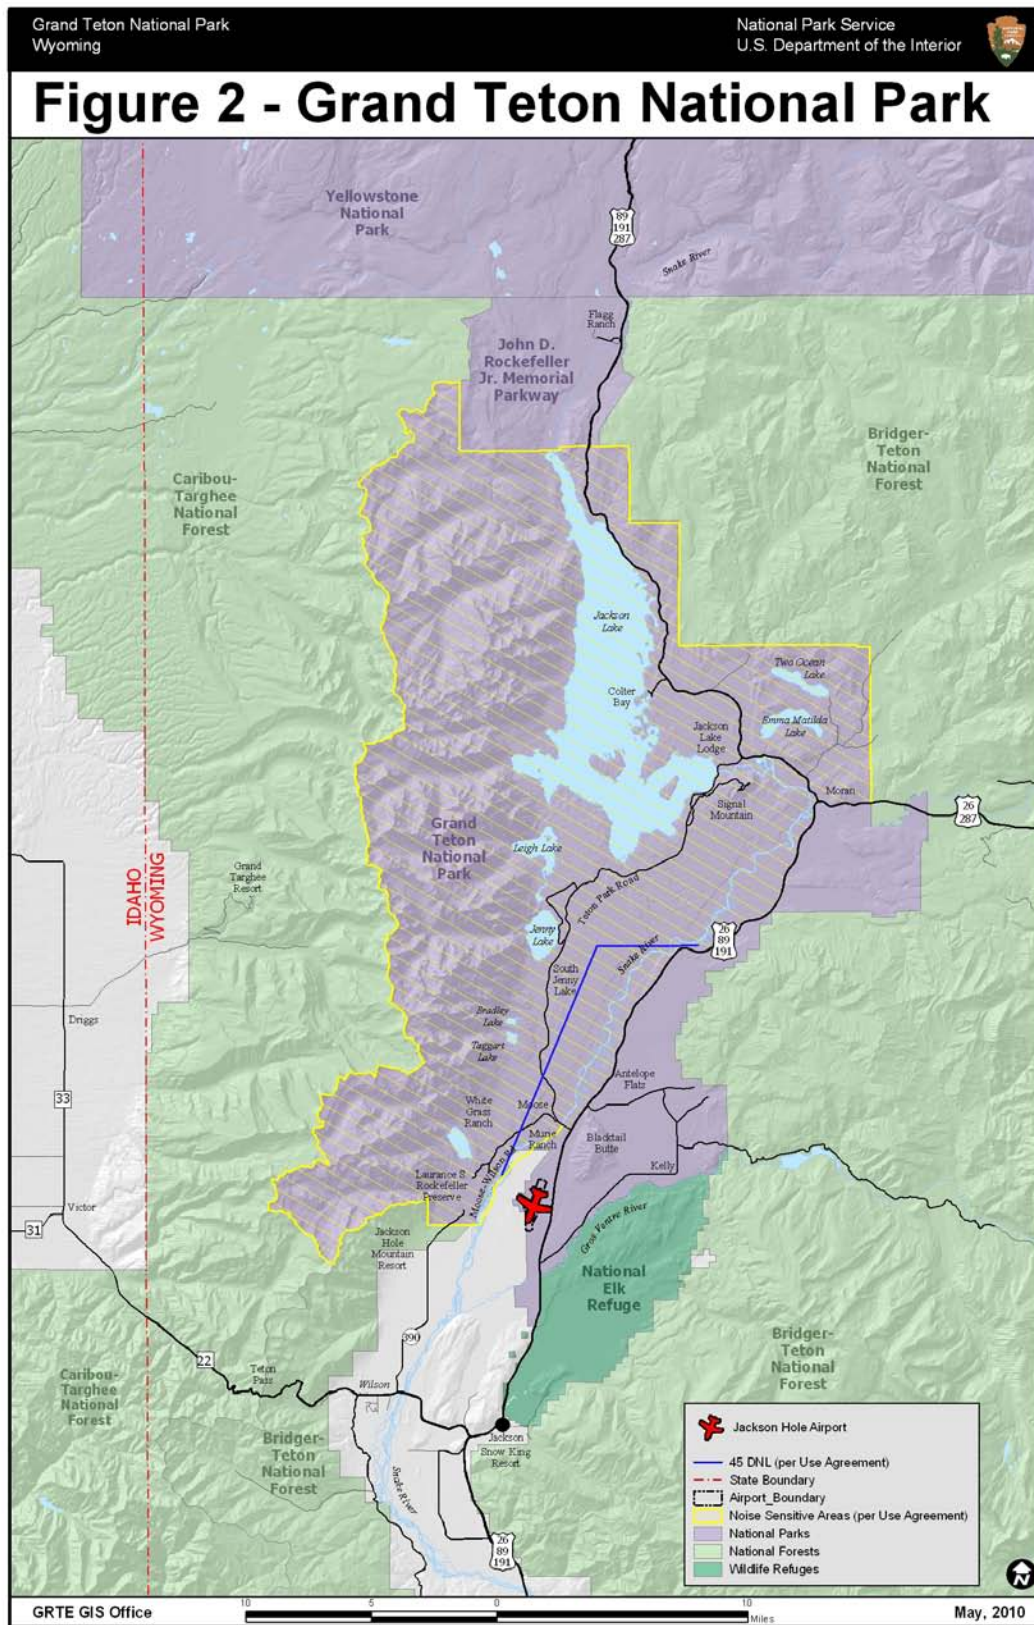 Grand Teton National Park
Wyoming
National Park Service
U.S. Department of the Interior
Figure 2 - Grand Teton National Park
Yellowstone
National
Park
89
191
287
Snake River
Flagg
Ranch
John D.
Rockefeller
Jr. Memorial
Parkway
Bridger-
Teton
National
Forest
Caribou-
Targhee
National
Forest
Jackson
Lake
Two Ocean
Lake
Colter
Bay
Emma Matilda
Lake
Jackson
Lake
Lodge
Moran
26
287
Signal
Mountain
Grand
Teton
National
Park
Leigh Lake
Grand
Targhee
Resort
IDAHO
WYOMING
Teton Park Road
Jenny
Lake
26
89
191
Snake River
South
Jenny
Lake
Driggs
Bradley
Lake
Taggart
Lake
Antelope
Flats
33
White
Grass
Ranch
Moose
Murie
Ranch
Blacktail
Butte
Kelly
Laurance S.
Rockefeller
Preserve
Moose-Wilson Rd
Victor
31
Gros Ventre River
Jackson
Hole
Mountain
Resort
National
Elk
Refuge
390
22
Teton
Pass
Wilson
Bridger-
Teton
National
Forest
Caribou-
Targhee
National
Forest
Bridger-
Teton
National
Forest
Jackson
Snow King
Resort
Snake River
26
89
191
Jackson Hole Airport
45 DNL (per Use Agreement)
State Boundary
Airport_Boundary
Noise Sensitive Areas (per Use Agreement)
National Parks
National Forests
Wildlife Refuges
N
GRTE GIS Office
10 5 0 10
Miles
May, 2010